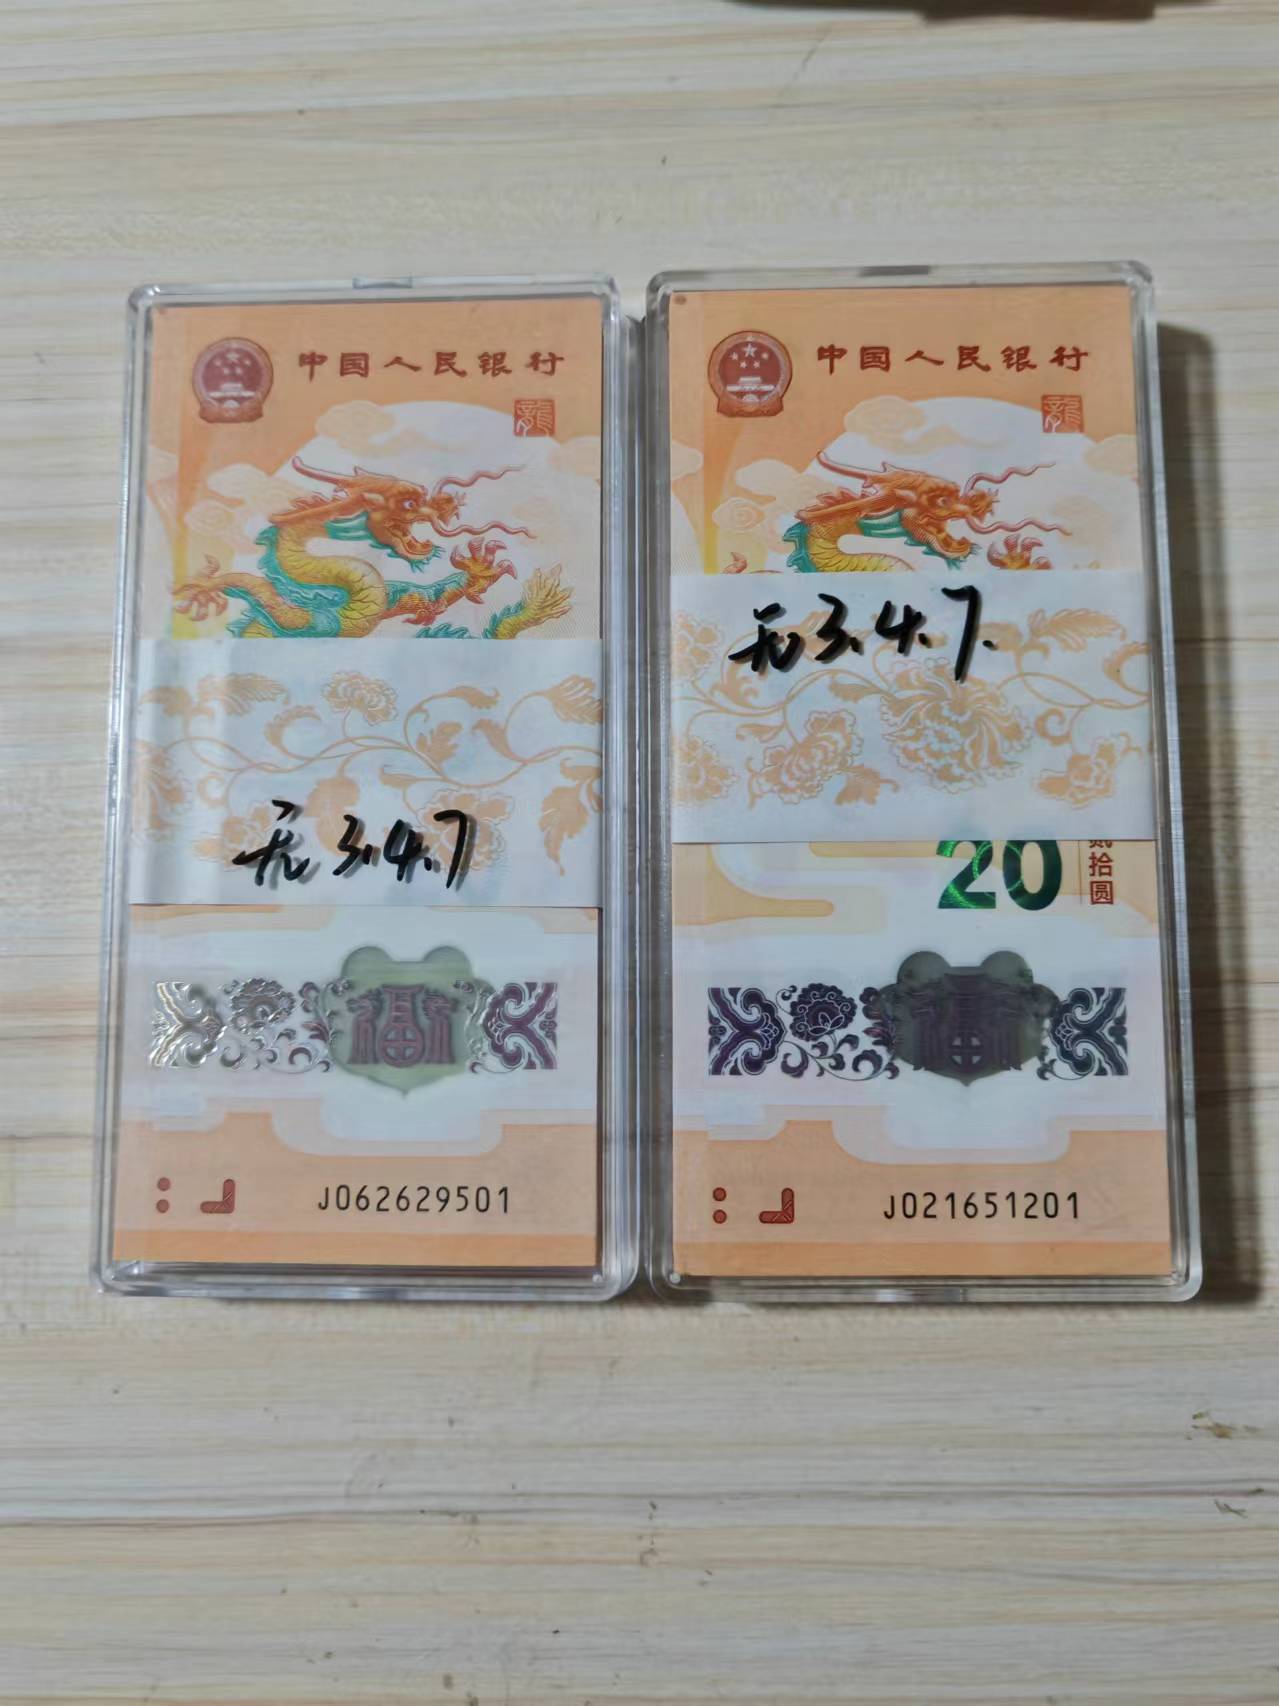 中国人民银行
龍
无3.4.7
福
J062629501
中国人民银行
龍
无3.4.7.
20
贰拾圆
福
J021651201